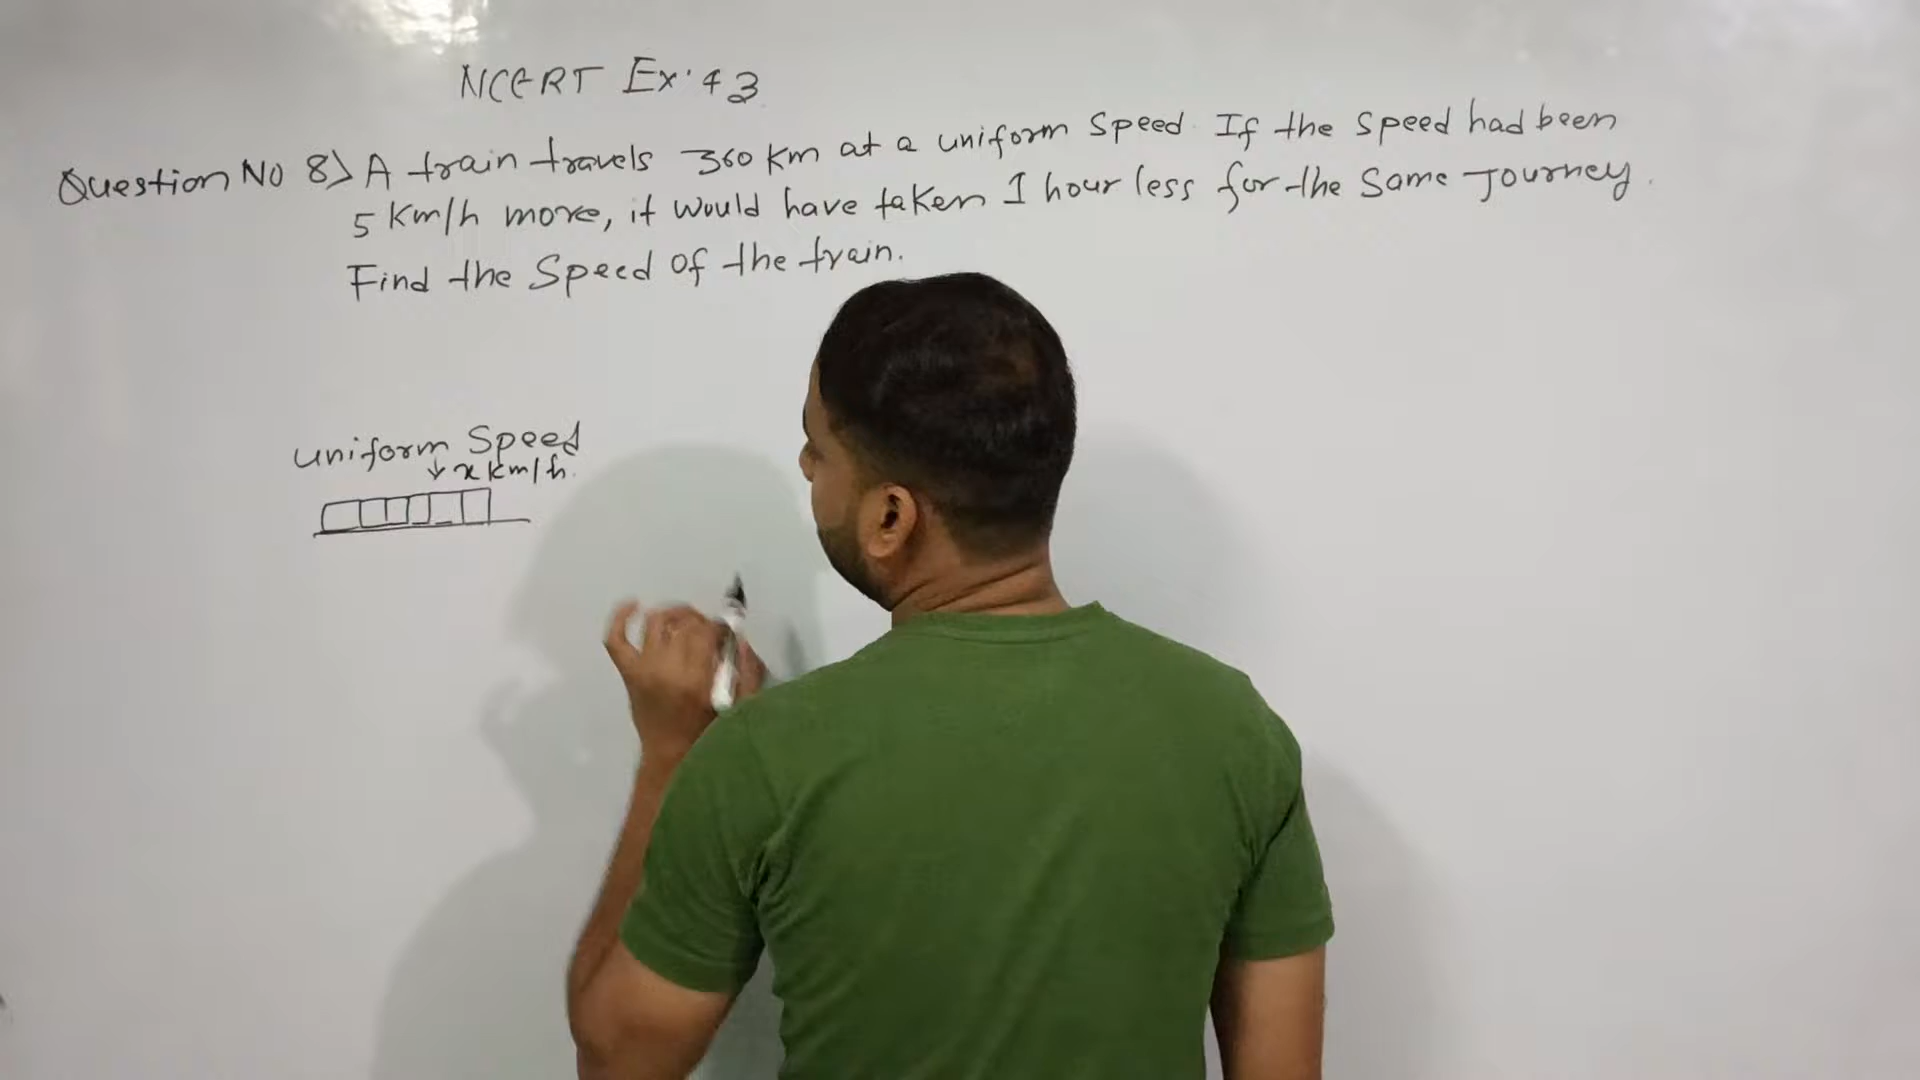 NCERT Ex. 4.3
Question No 8) A train travels 360 km at a uniform speed. If the speed had been
5 km/h more, it would have taken 1 hour less for the same Journey.
Find the Speed of the train.
uniform Speed
↓ x km/h.